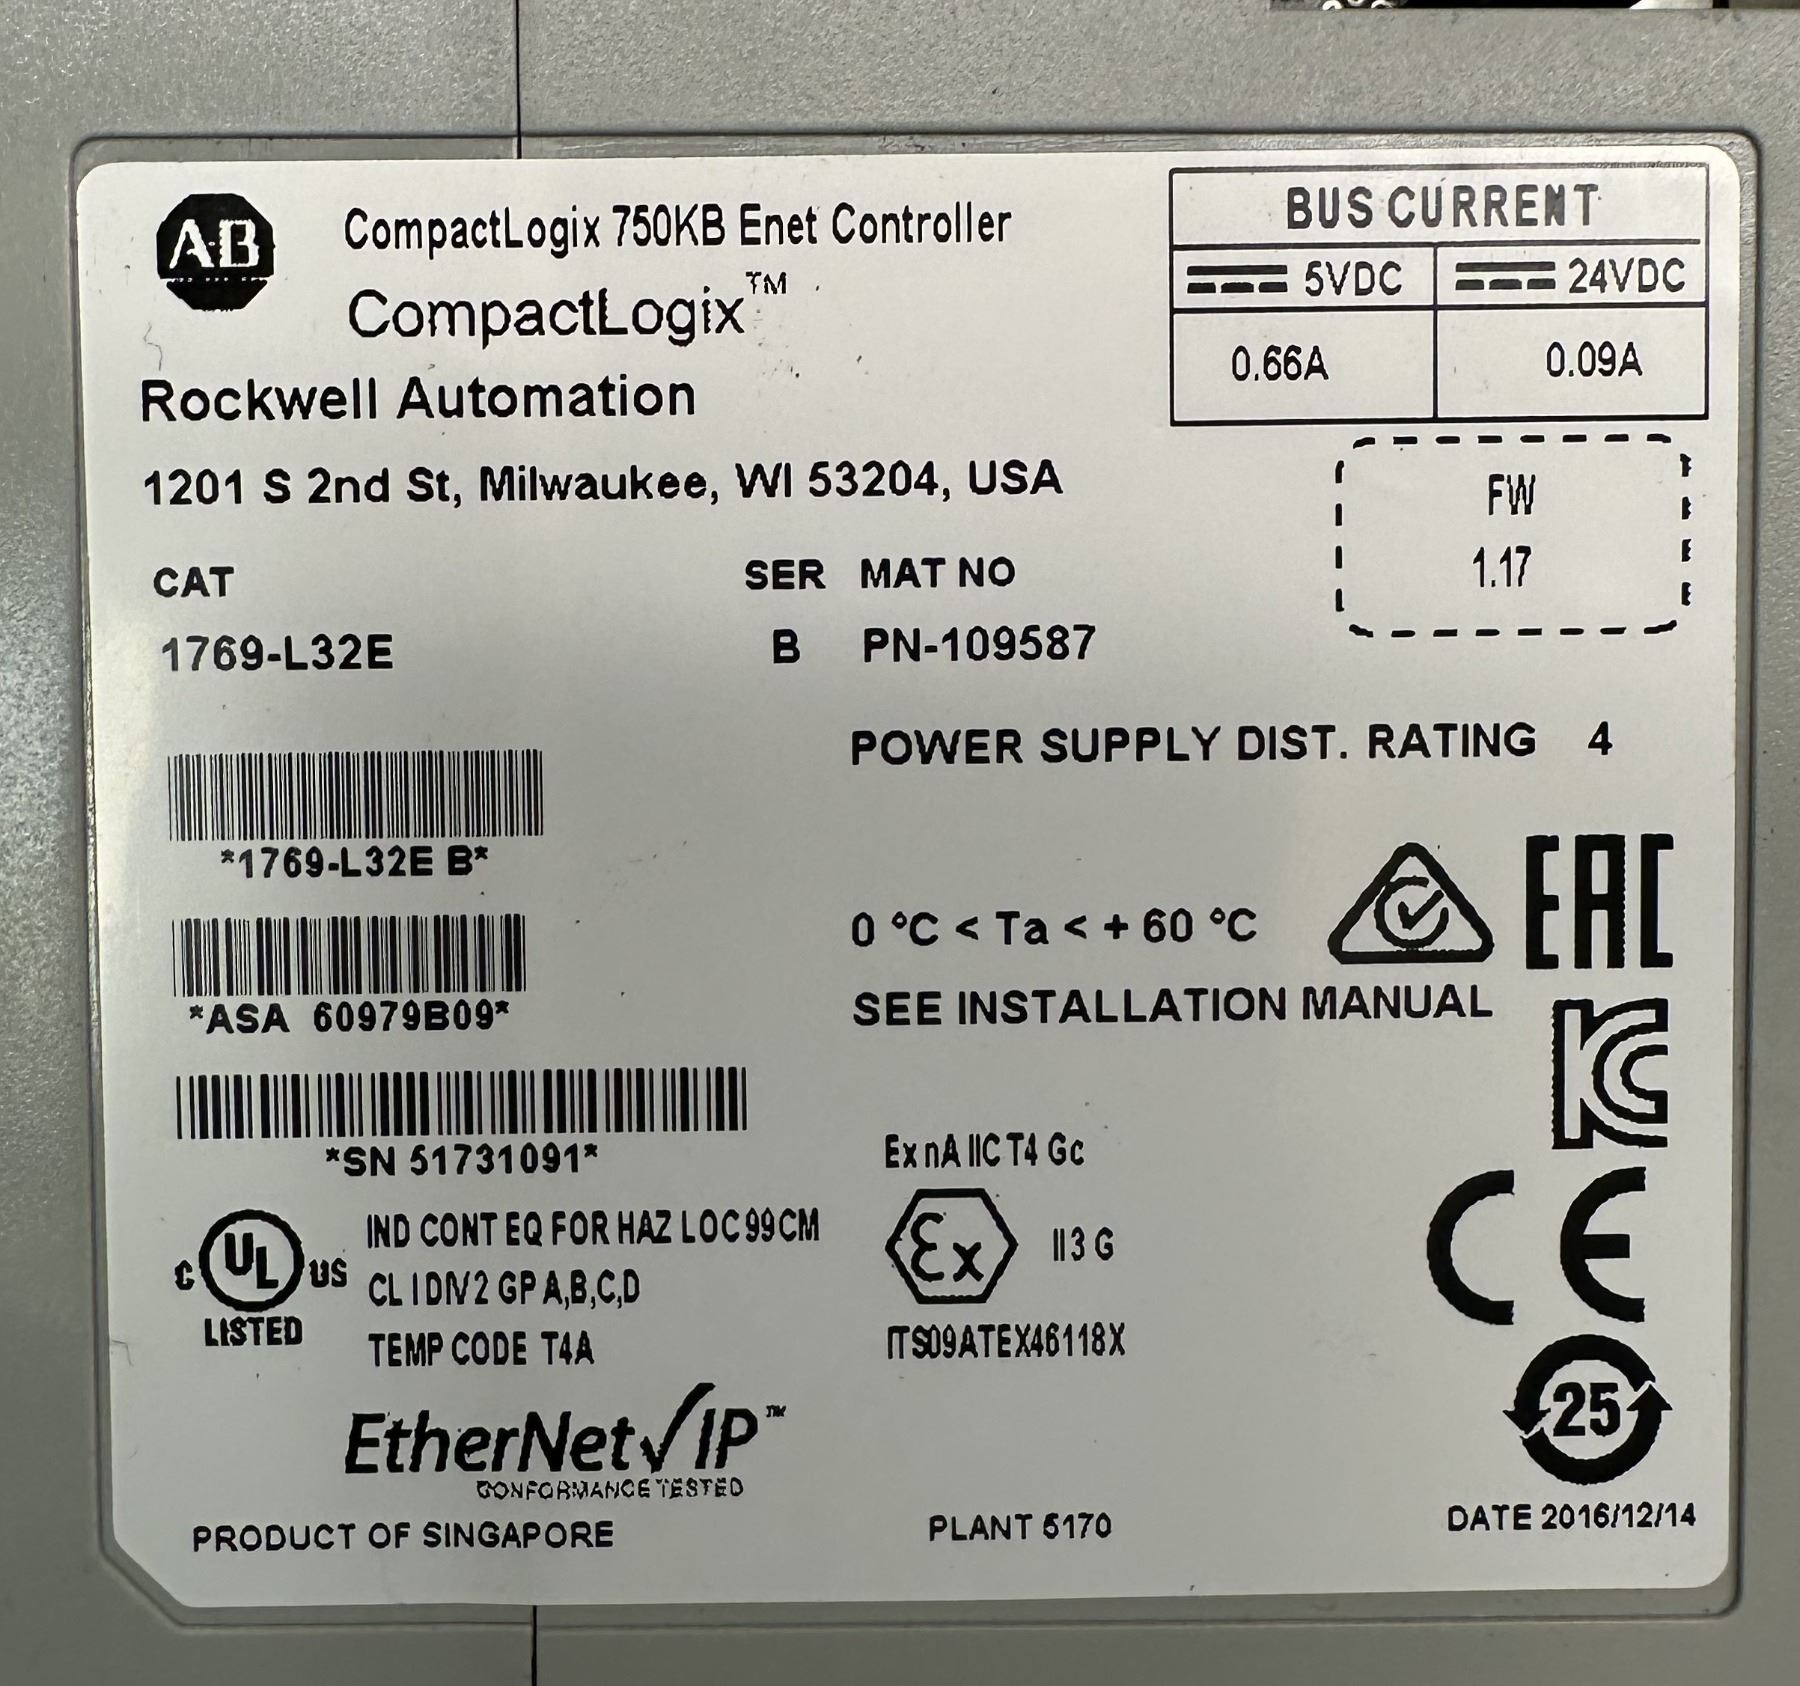 AB
CompactLogix 750KB Enet Controller
CompactLogix™
Rockwell Automation
1201 S 2nd St, Milwaukee, WI 53204, USA
BUS CURRENT
5VDC 24VDC
0.66A 0.09A
FW
1.17
CAT SER MAT NO
1769-L32E B PN-109587
POWER SUPPLY DIST. RATING 4
*1769-L32E B*
*ASA 60979B09*
*SN 51731091*
0 °C < Ta < + 60 °C
SEE INSTALLATION MANUAL
EAC
KC
Ex nA IIC T4 Gc
Ex II 3 G
ITS09ATEX46118X
CE
C UL US
LISTED
IND CONT EQ FOR HAZ LOC 99CM
CL I DIV 2 GP A,B,C,D
TEMP CODE T4A
EtherNet/IP™
CONFORMANCE TESTED
25
PRODUCT OF SINGAPORE
PLANT 5170
DATE 2016/12/14